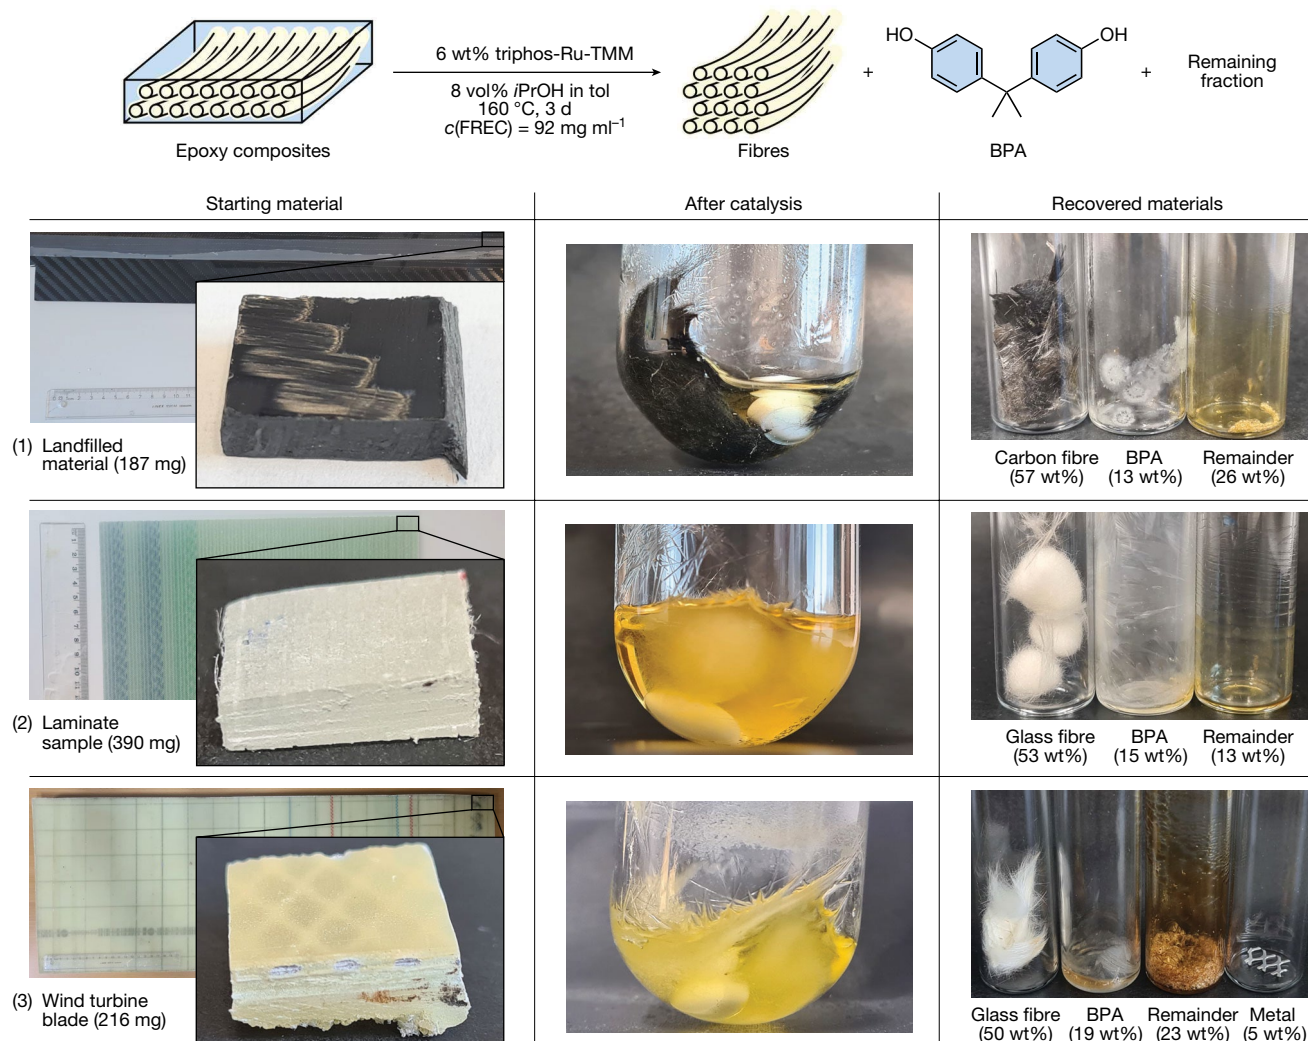 6 wt% triphos-Ru-TMM
8 vol% iPrOH in tol
160 °C, 3 d
c(FREC) = 92 mg ml⁻¹
Epoxy composites
Fibres
+
HO
OH
BPA
+
Remaining
fraction
Starting material
After catalysis
Recovered materials
(1) Landfilled
material (187 mg)
Carbon fibre
(57 wt%)
BPA
(13 wt%)
Remainder
(26 wt%)
(2) Laminate
sample (390 mg)
Glass fibre
(53 wt%)
BPA
(15 wt%)
Remainder
(13 wt%)
(3) Wind turbine
blade (216 mg)
Glass fibre
(50 wt%)
BPA
(19 wt%)
Remainder
(23 wt%)
Metal
(5 wt%)